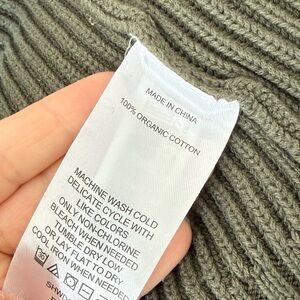 MADE IN CHINA
100% ORGANIC COTTON
MACHINE WASH COLD
DELICATE CYCLE WITH
LIKE COLORS
ONLY NON-CHLORINE
BLEACH WHEN NEEDED
TUMBLE DRY LOW
OR LAY FLAT TO DRY
COOL IRON WHEN NEEDED